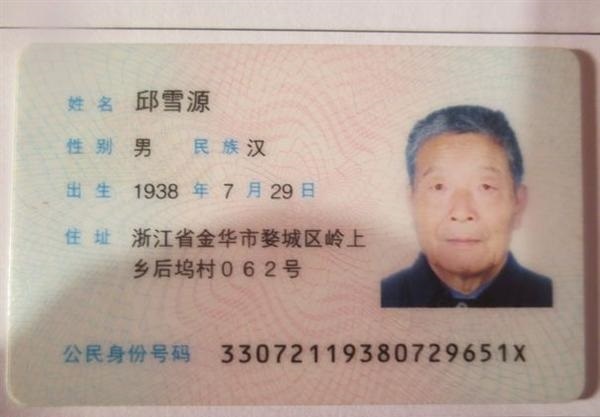 姓名 邱雪源
性别 男 民族 汉
出生 1938 年 7 月 29 日
住址 浙江省金华市婺城区岭上
乡后坞村062号
公民身份号码 33072119380729651X